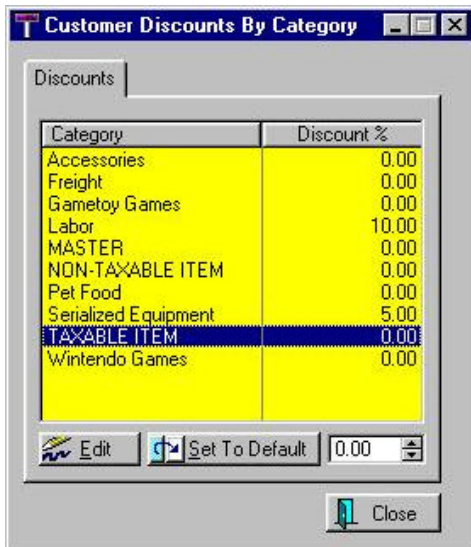 Customer Discounts By Category
Discounts
Category Discount %
Accessories 0.00
Freight 0.00
Gametoy Games 0.00
Labor 10.00
MASTER 0.00
NON-TAXABLE ITEM 0.00
Pet Food 0.00
Serialized Equipment 5.00
TAXABLE ITEM 0.00
Wintendo Games 0.00
Edit Set To Default 0.00
Close